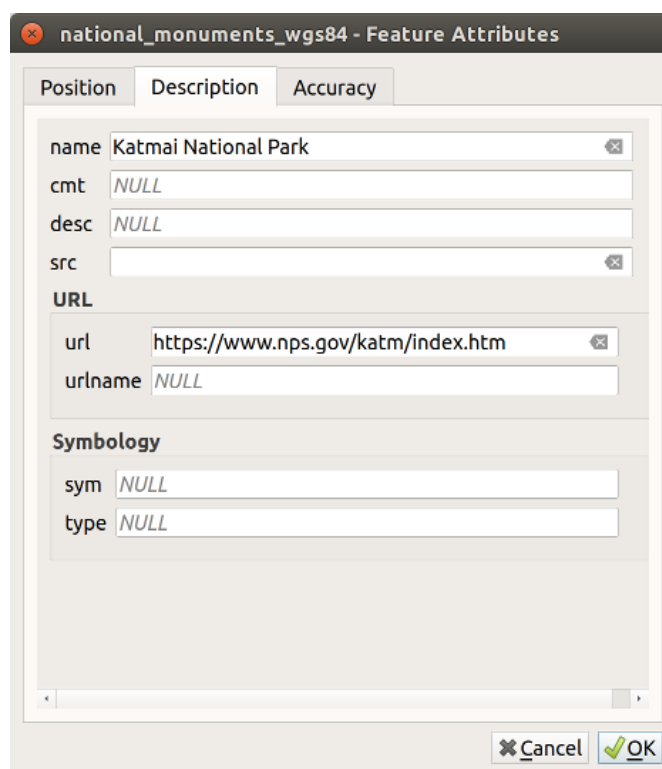 national_monuments_wgs84 - Feature Attributes
Position Description Accuracy
name Katmai National Park
cmt NULL
desc NULL
src
URL
url https://www.nps.gov/katm/index.htm
urlname NULL
Symbology
sym NULL
type NULL
Cancel OK